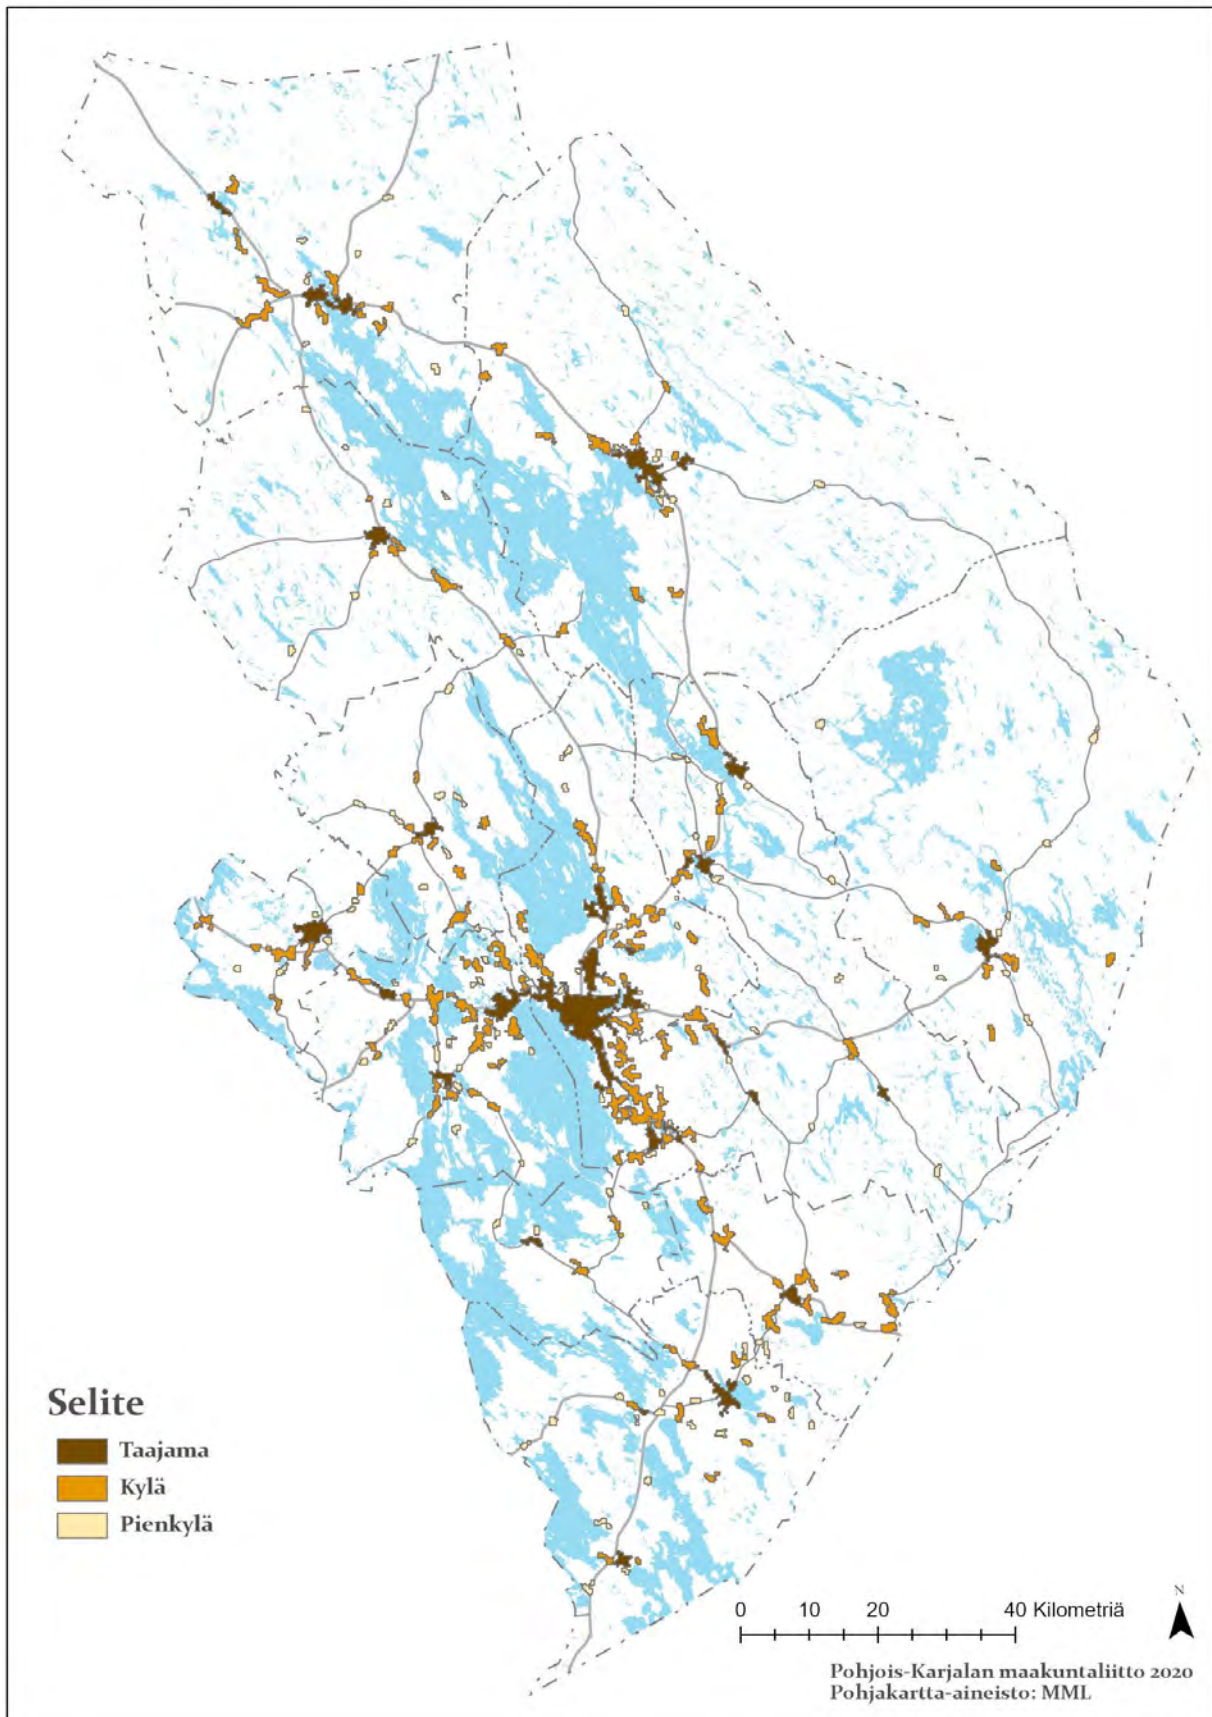 Selite
Taajama
Kylä
Pienkylä
0 10 20 40 Kilometriä
N
Pohjois-Karjalan maakuntaliitto 2020
Pohjakartta-aineisto: MML